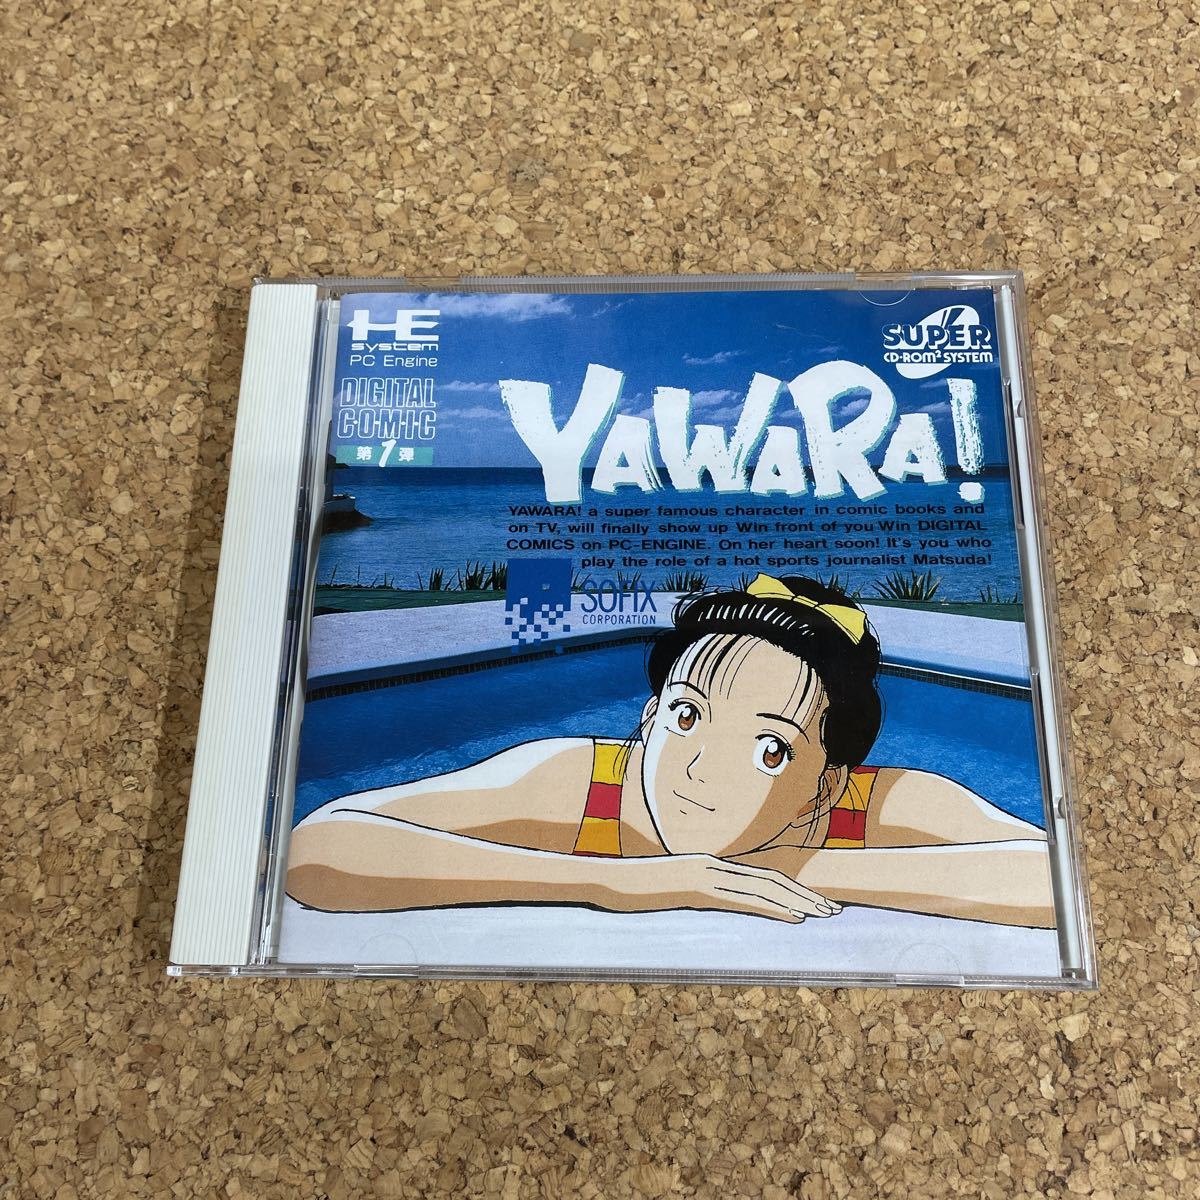 HE
system
PC Engine
DIGITAL
COMIC
第1弾
SUPER
CD-ROM² SYSTEM
YAWARA!
YAWARA! a super famous character in comic books and
on TV, will finally show up Win front of you Win DIGITAL
COMICS on PC-ENGINE. On her heart soon! It's you who
play the role of a hot sports journalist Matsuda!
SOFIX
CORPORATION